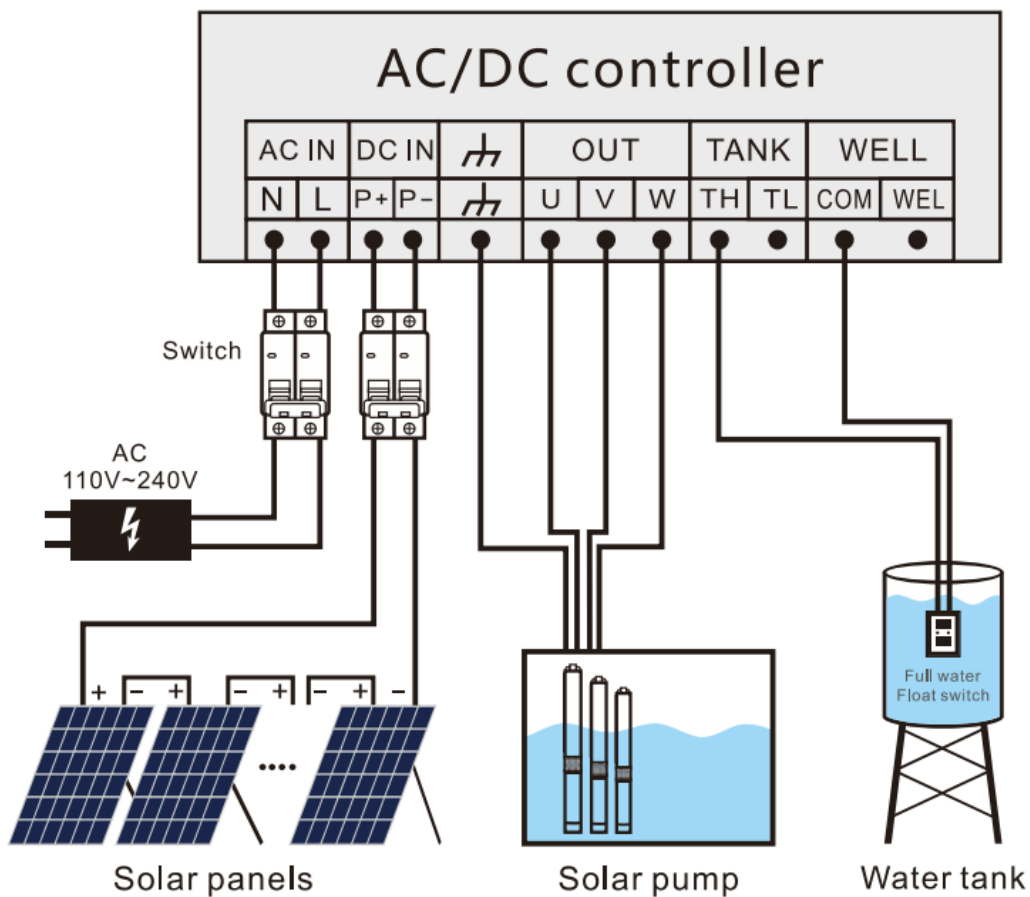 AC/DC controller
AC IN DC IN OUT TANK WELL
N L P+ P- U V W TH TL COM WEL
Switch
AC
110V~240V
+ - + - + - + -
Full water
Float switch
Solar panels
Solar pump
Water tank